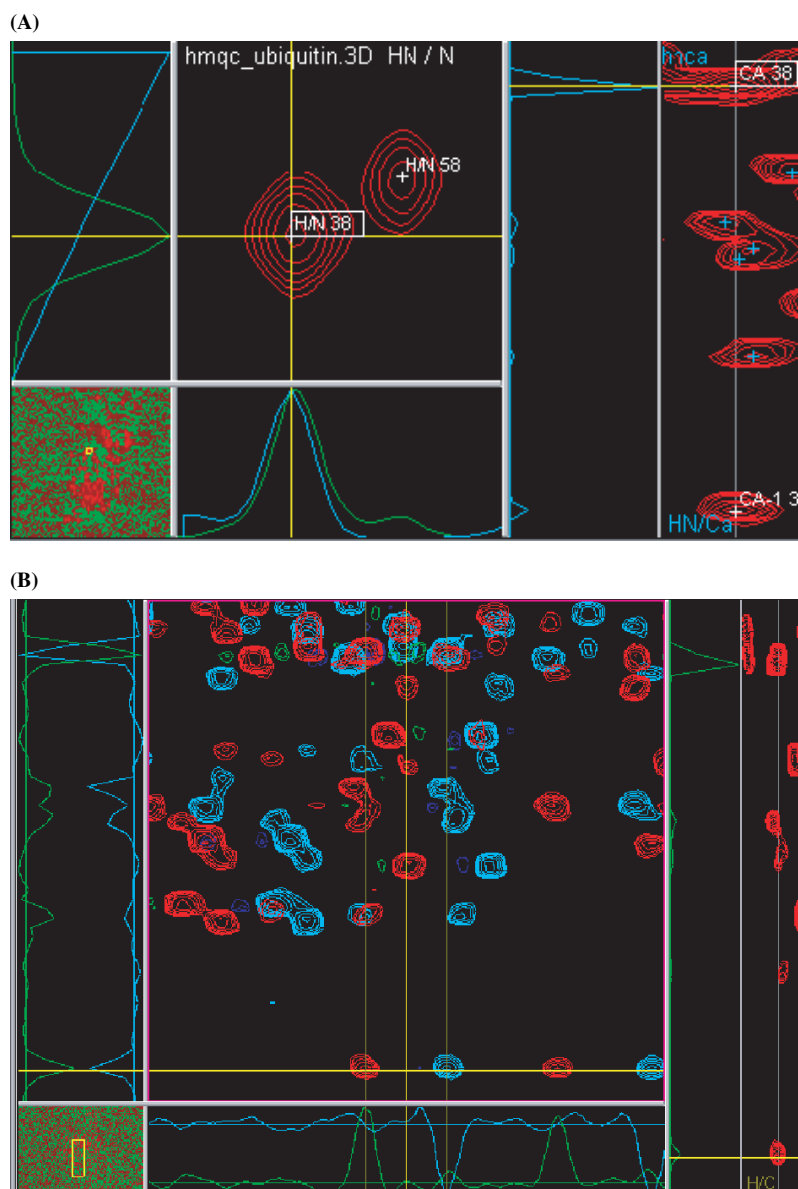 (A)
hmqc_ubiquitin.3D HN / N
hnca
CA 38
H/N 58
H/N 38
CA-1 3
HN/Ca
(B)
H/C